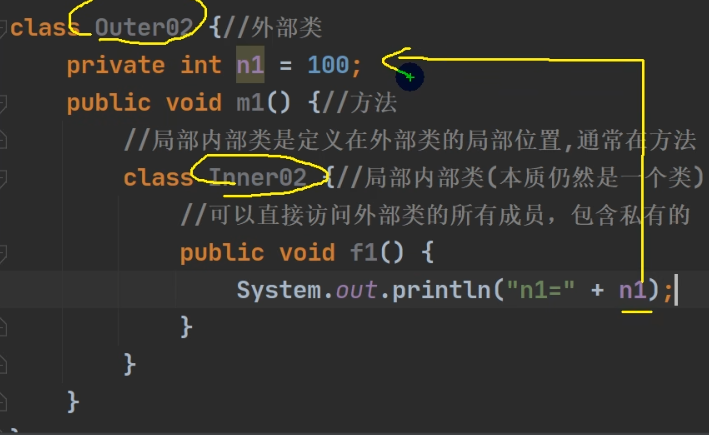 class Outer02 {//外部类
private int n1 = 100;
public void m1() {//方法
//局部内部类是定义在外部类的局部位置,通常在方法
class Inner02 {//局部内部类(本质仍然是一个类)
//可以直接访问外部类的所有成员，包含私有的
public void f1() {
System.out.println("n1=" + n1);
}
}
}
}